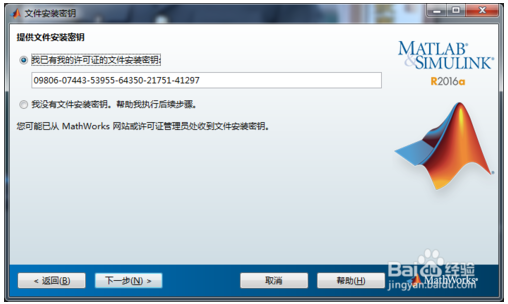 文件安装密钥
提供文件安装密钥
我已有我的许可证的文件安装密钥:
09806-07443-53955-64350-21751-41297
我没有文件安装密钥。帮助我执行后续步骤。
您可能已从 MathWorks 网站或许可证管理员处收到文件安装密钥。
MATLAB
&SIMULINK®
R2016a
< 返回(B) 下一步(N) > 取消 帮助(H) MathWorks®
Baidu 经验
jingyan.baidu.com